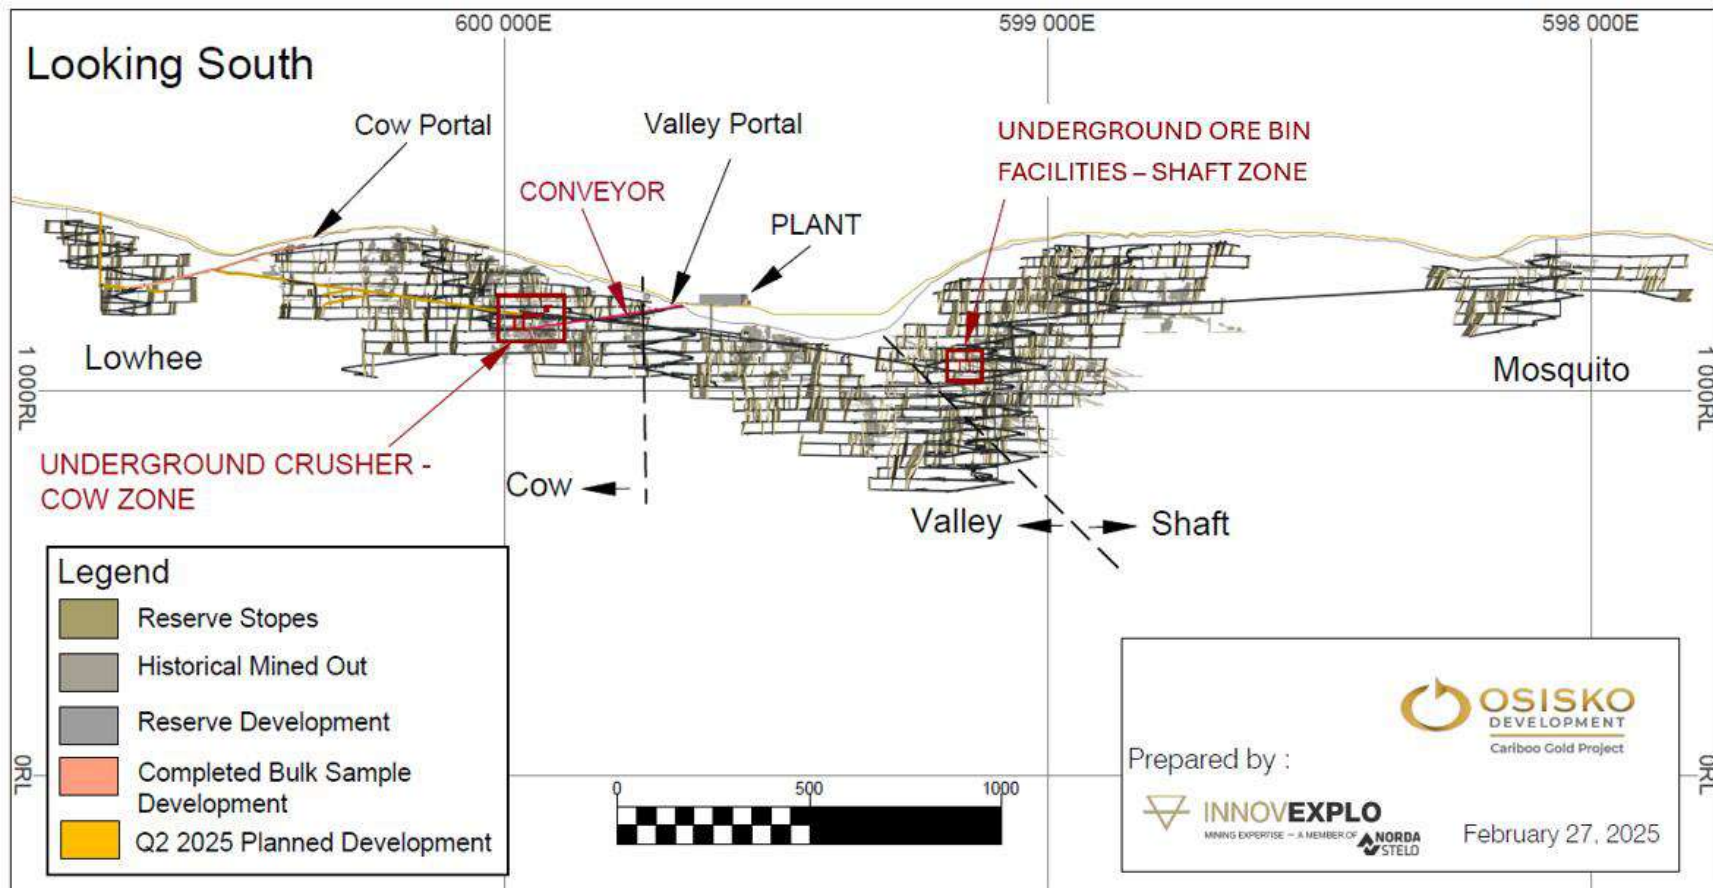 600 000E
599 000E
598 000E
Looking South
Cow Portal
Valley Portal
CONVEYOR
PLANT
UNDERGROUND ORE BIN
FACILITIES – SHAFT ZONE
Lowhee
Mosquito
1 000RL
1 000RL
UNDERGROUND CRUSHER -
COW ZONE
Cow
Valley
Shaft
Legend
Reserve Stopes
Historical Mined Out
Reserve Development
Completed Bulk Sample
Development
Q2 2025 Planned Development
0RL
0RL
0
500
1000
OSISKO
DEVELOPMENT
Cariboo Gold Project
Prepared by :
INNOVEXPLO
MINING EXPERTISE – A MEMBER OF
NORDA
STELO
February 27, 2025